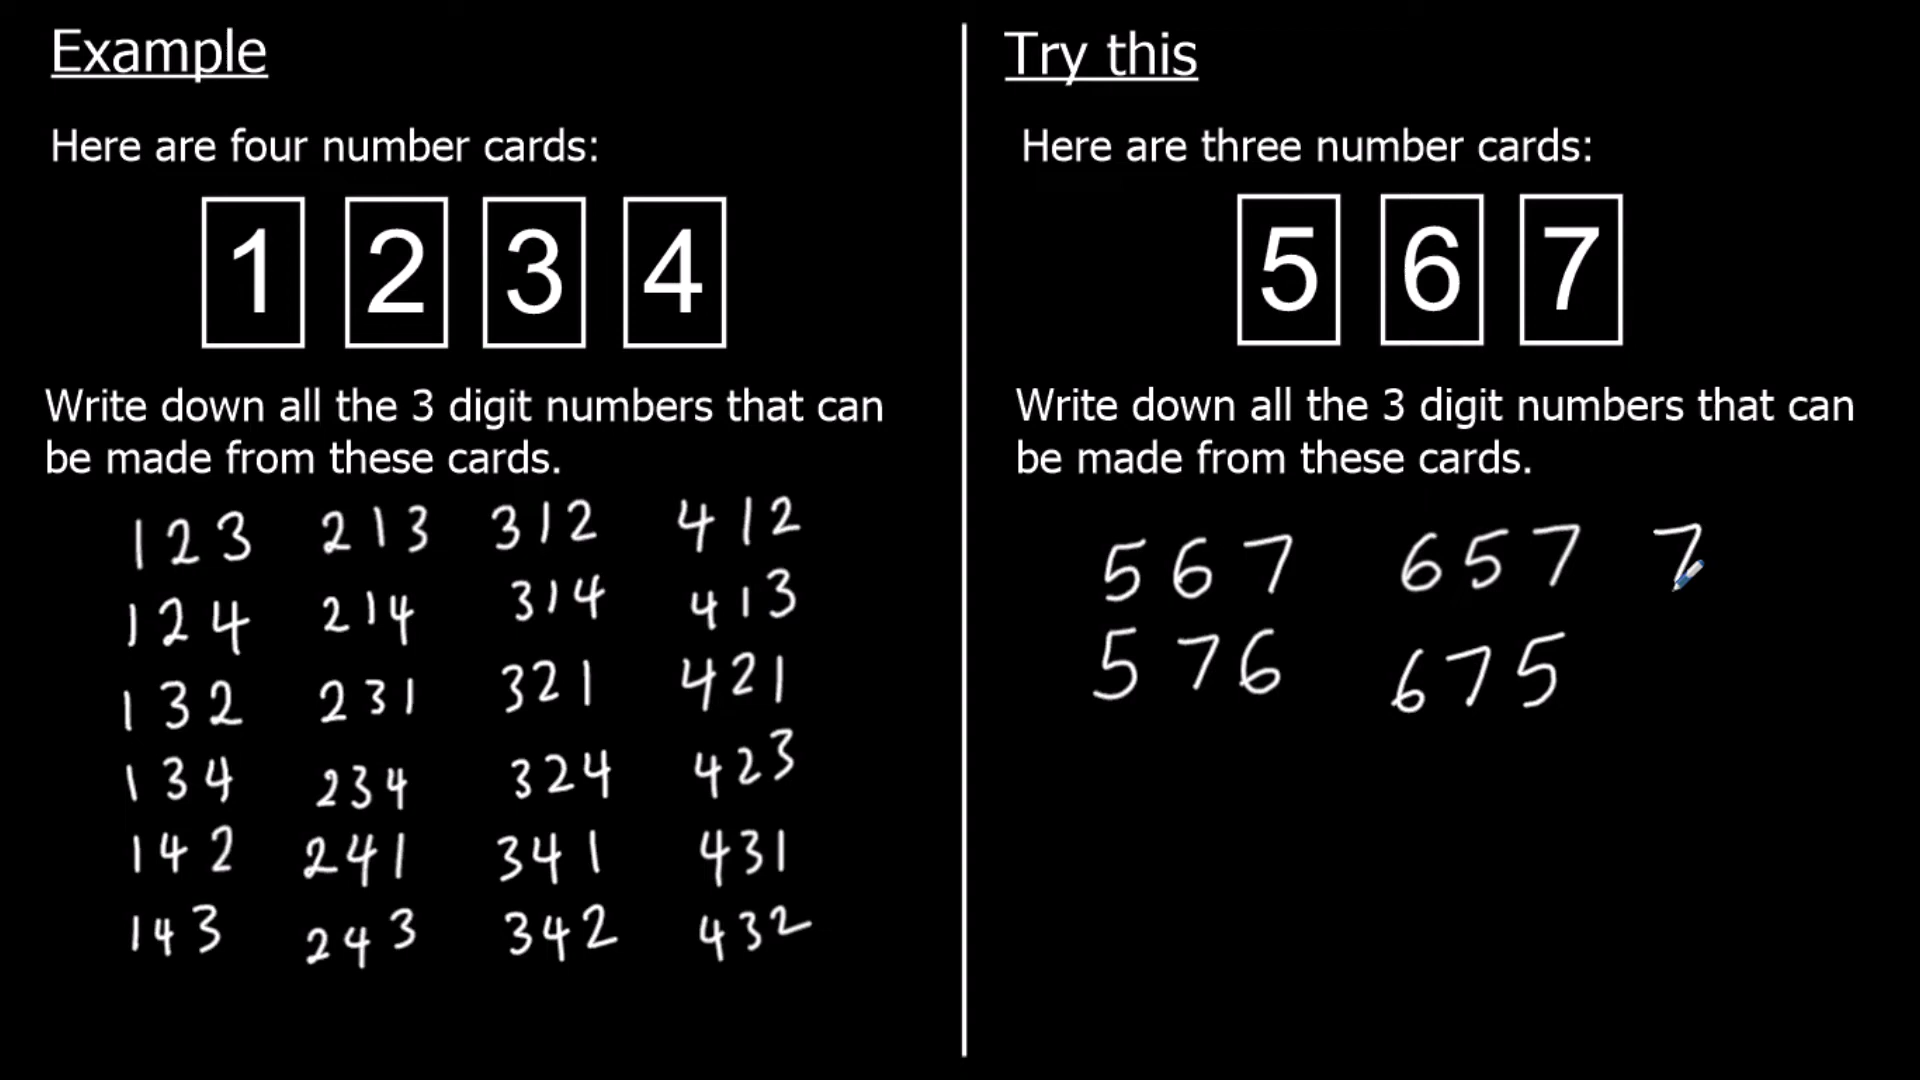 Example
Here are four number cards:
1 2 3 4
Write down all the 3 digit numbers that can
be made from these cards.
123 213 312 412
124 214 314 413
132 231 321 421
134 234 324 423
142 241 341 431
143 243 342 432
Try this
Here are three number cards:
5 6 7
Write down all the 3 digit numbers that can
be made from these cards.
567 657 7
576 675